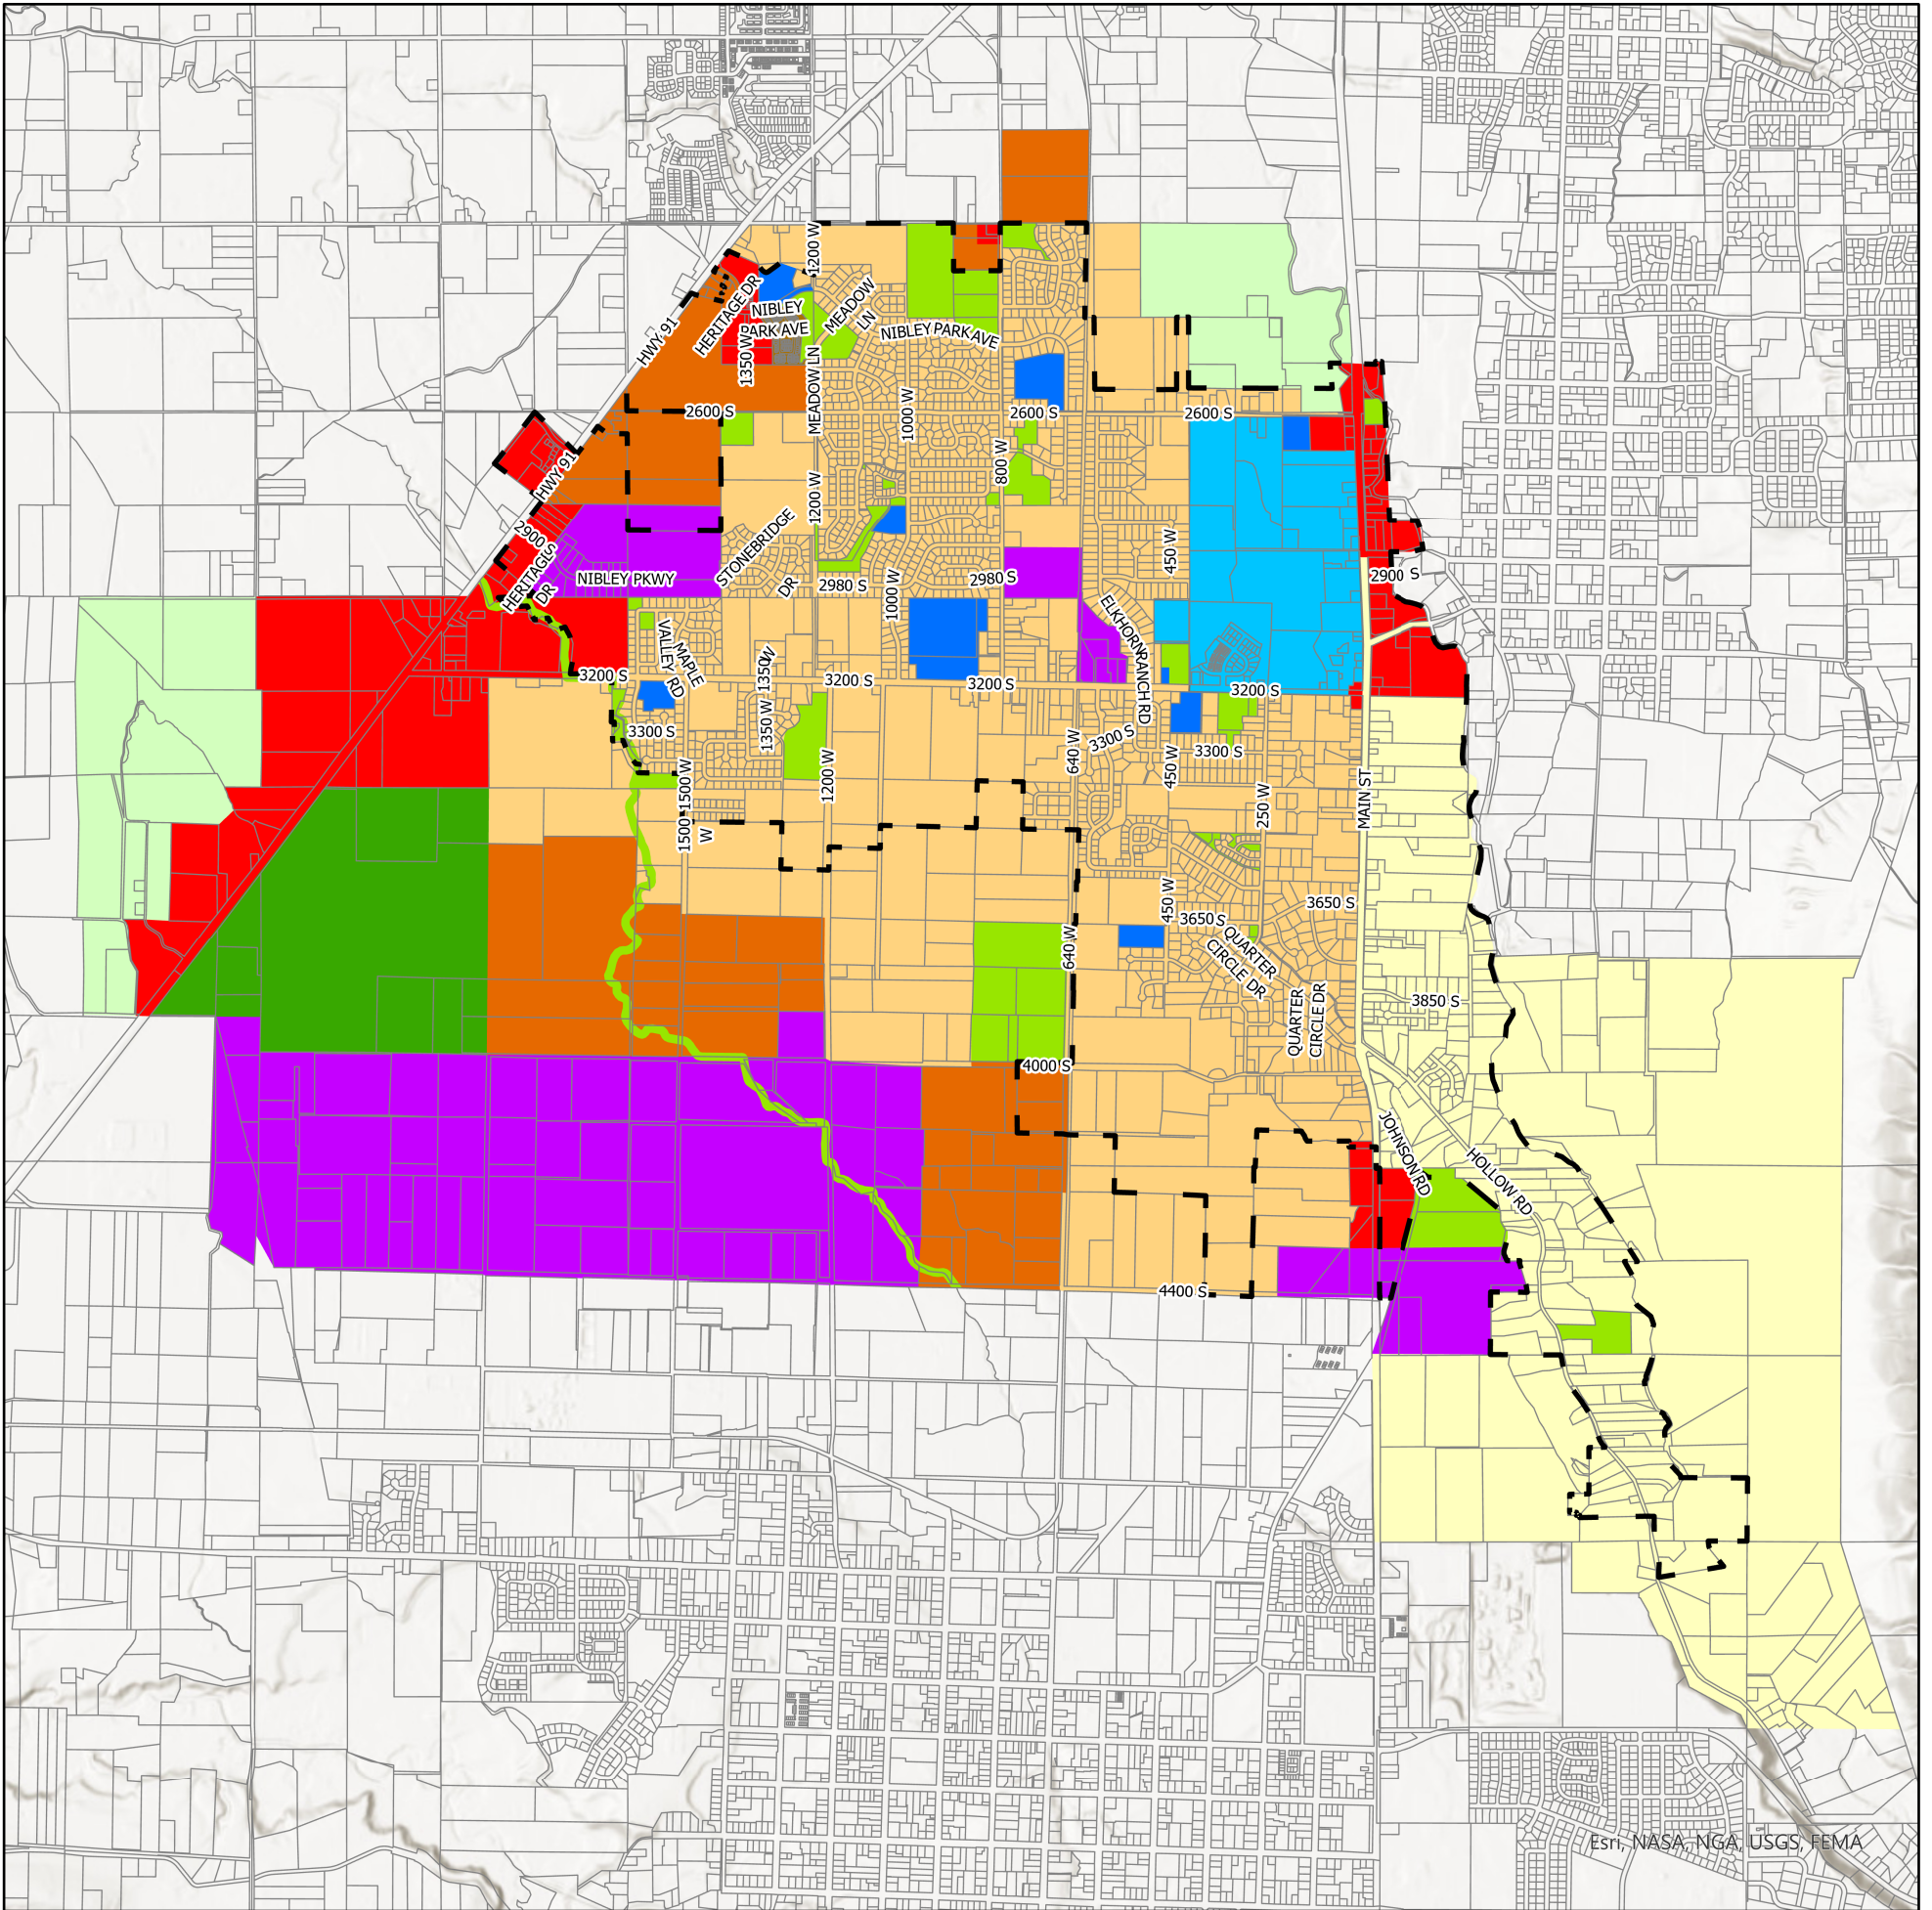 1200 W
HERITAGE DR
NIBLEY
PARK AVE
MEADOW
LN
NIBLEY PARK AVE
HWY 91
1350 W
MEADOW LN
1000 W
2600 S
2600 S
2600 S
800 W
HWY 91
1200 W
2900 S
STONEBRIDGE
DR
450 W
HERITAGE
DR
NIBLEY PKWY
2980 S
1000 W
2980 S
2900 S
ELKHORN
RANCH RD
VALLEY
MAPLE
RD
1350 W
3200 S
3200 S
3200 S
3200 S
3300 S
1350 W
3300 S
3300 S
640 W
450 W
1200 W
1500 W
1500
W
250 W
MAIN ST
450 W
3650 S
3650 S
640 W
QUARTER
CIRCLE DR
QUARTER
CIRCLE DR
3850 S
4000 S
JOHNSON RD
HOLLOW RD
4400 S
Esri, NASA, NGA, USGS, FEMA